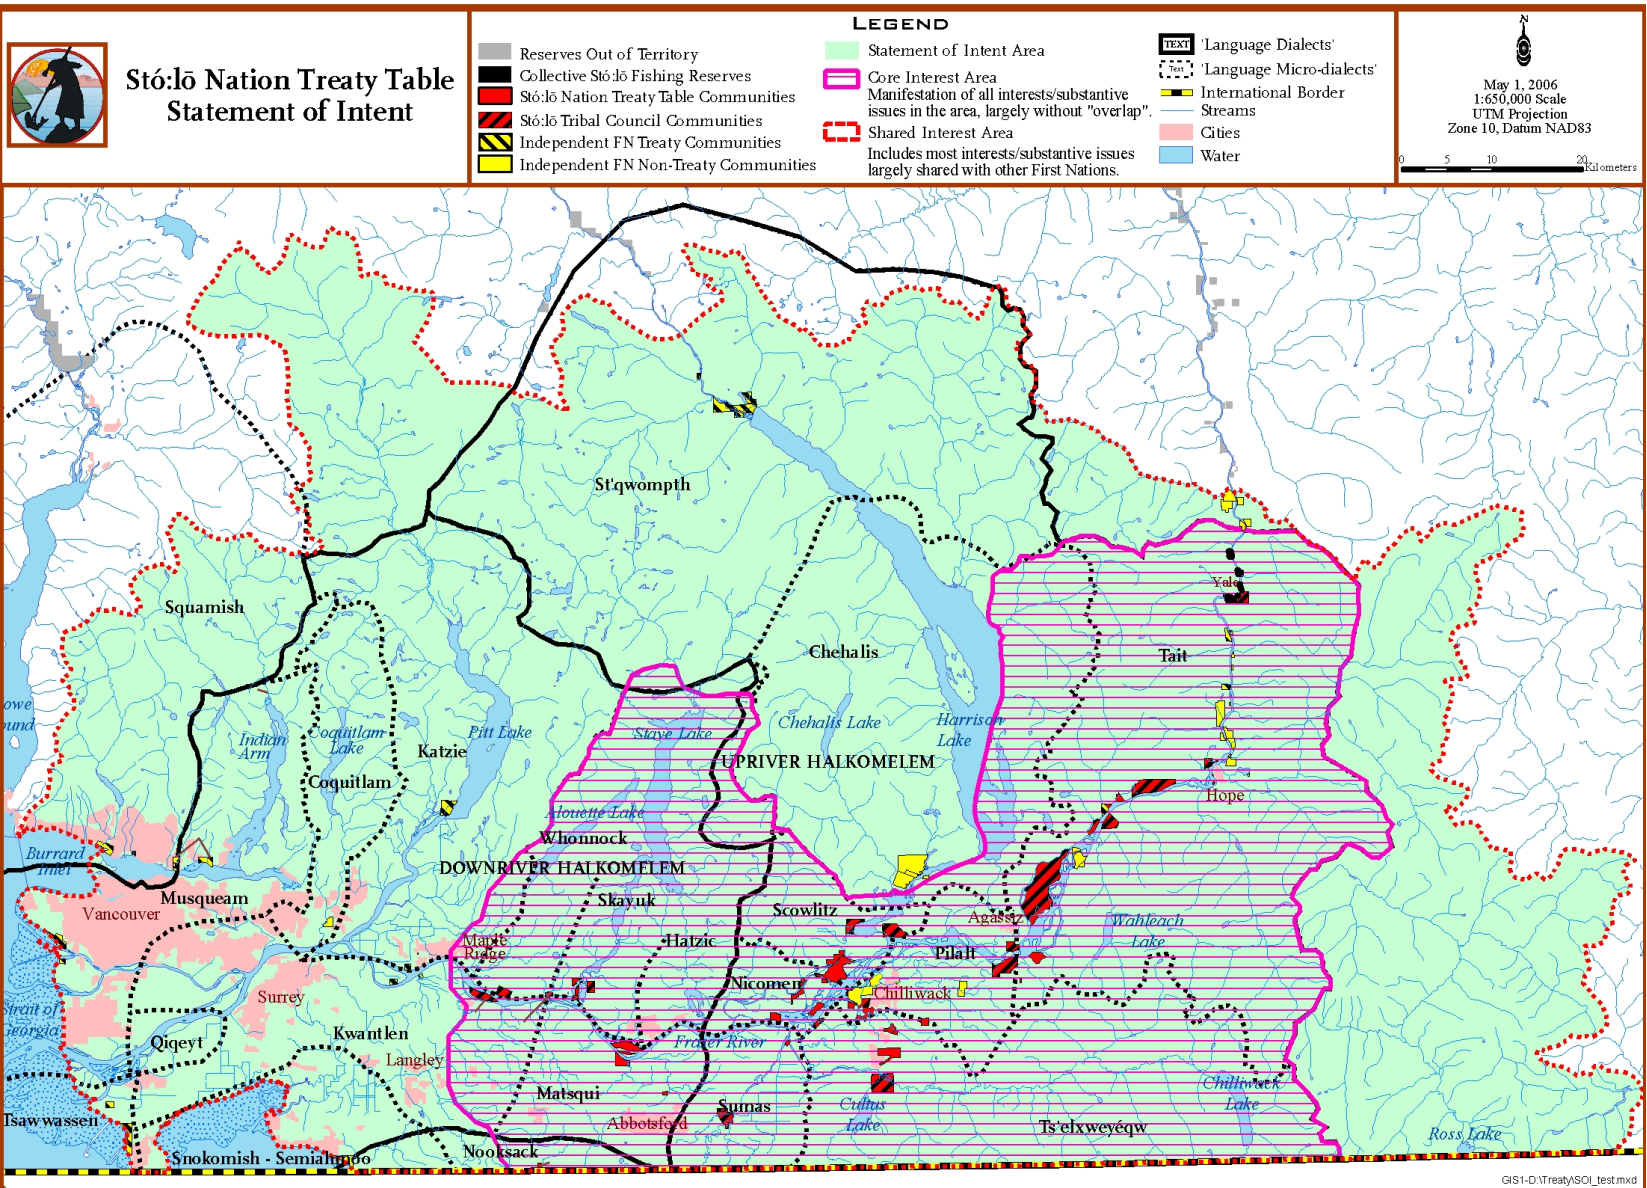 Stó:lō Nation Treaty Table
Statement of Intent
LEGEND
Reserves Out of Territory
Collective Stó:lō Fishing Reserves
Stó:lō Nation Treaty Table Communities
Stó:lō Tribal Council Communities
Independent FN Treaty Communities
Independent FN Non-Treaty Communities
Statement of Intent Area
Core Interest Area
Manifestation of all interests/substantive
issues in the area, largely without "overlap".
Shared Interest Area
Includes most interests/substantive issues
largely shared with other First Nations.
TEXT 'Language Dialects'
Text 'Language Micro-dialects'
International Border
Streams
Cities
Water
N
May 1, 2006
1:650,000 Scale
UTM Projection
Zone 10, Datum NAD83
0 5 10 20 Kilometers
St'qwompth
Squamish
Yale
Chehalis
Tait
owe
ound
Indian
Arm
Coquitlam
Lake
Pitt Lake
Katzie
Stave Lake
Chehalis Lake
Harrison
Lake
UPRIVER HALKOMELEM
Coquitlam
Hope
Alouette Lake
Whonnock
Burrard
Inlet
DOWNRIVER HALKOMELEM
Musqueam
Vancouver
Skayuk
Scowlitz
Agassiz
Wahleach
Lake
Maple
Ridge
Hatzic
Pilalt
Nicomen
Chilliwack
Surrey
Strait of
Georgia
Kwantlen
Qiqeyt
Fraser River
Langley
Matsqui
Chilliwack
Lake
Sumas
Cultus
Lake
Tsawwassen
Abbotsford
Ts'elxweyéqw
Ross Lake
Snokomish - Semiahmoo
Nooksack
GIS1-D:\Treaty\SOI_test.mxd